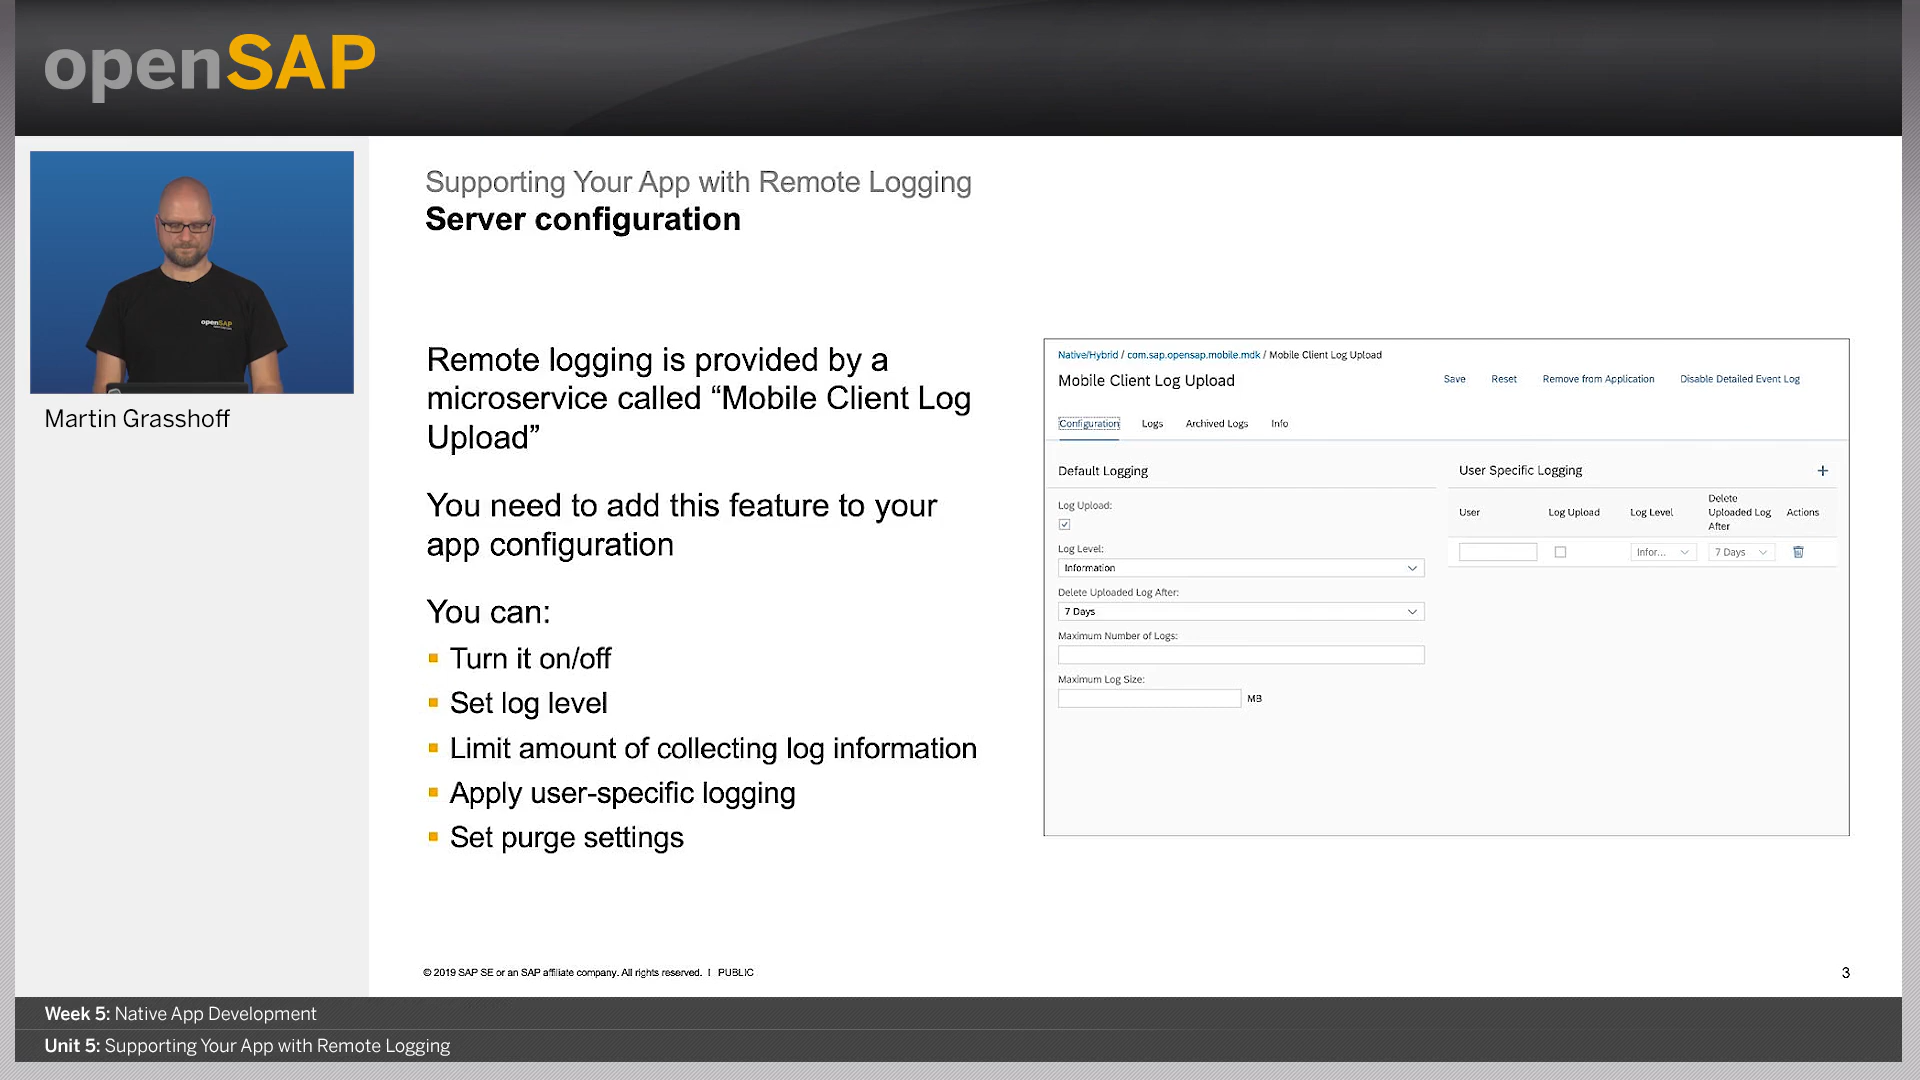 openSAP
openSAP
Martin Grasshoff
Supporting Your App with Remote Logging
Server configuration
Remote logging is provided by a
microservice called “Mobile Client Log
Upload”
You need to add this feature to your
app configuration
You can:
Turn it on/off
Set log level
Limit amount of collecting log information
Apply user-specific logging
Set purge settings
Native/Hybrid / com.sap.opensap.mobile.mdk / Mobile Client Log Upload
Mobile Client Log Upload
Save Reset Remove from Application Disable Detailed Event Log
Configuration Logs Archived Logs Info
Default Logging
Log Upload:
Log Level:
Information
Delete Uploaded Log After:
7 Days
Maximum Number of Logs:
Maximum Log Size:
MB
User Specific Logging +
User Log Upload Log Level Delete Uploaded Log After Actions
Infor... 7 Days
© 2019 SAP SE or an SAP affiliate company. All rights reserved. ı PUBLIC
3
Week 5: Native App Development
Unit 5: Supporting Your App with Remote Logging